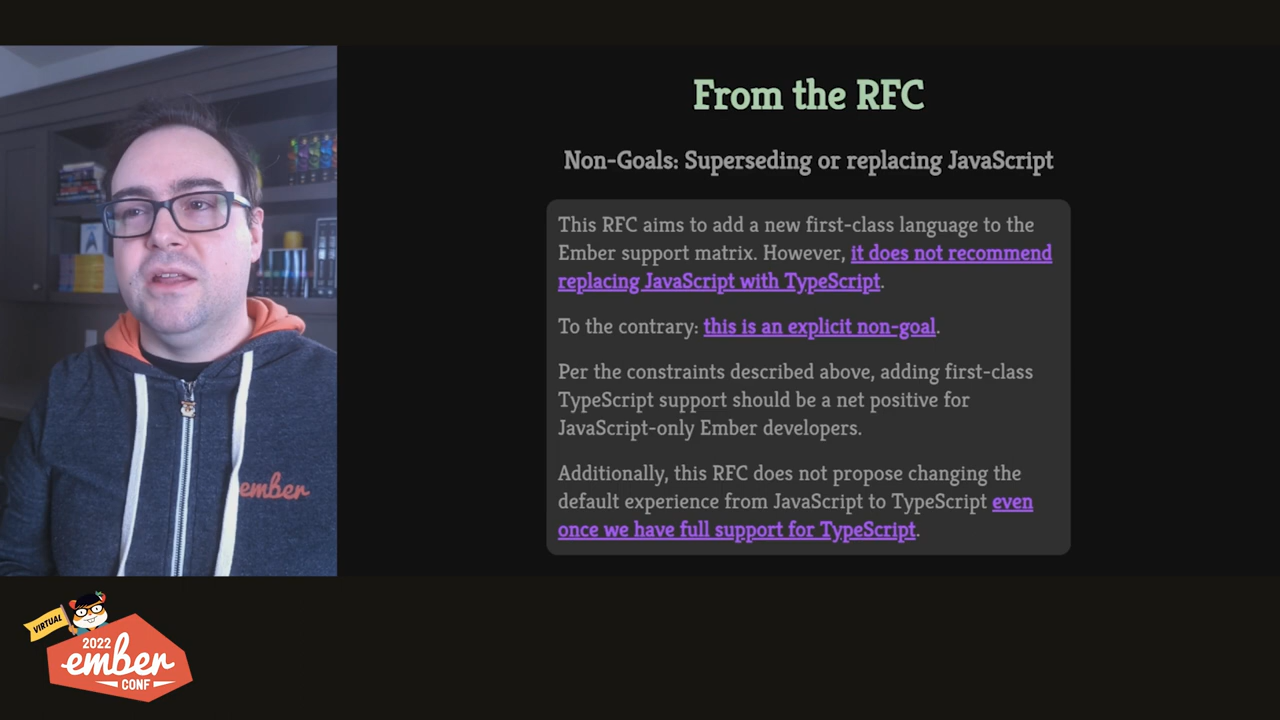 From the RFC
Non-Goals: Superseding or replacing JavaScript
This RFC aims to add a new first-class language to the
Ember support matrix. However, it does not recommend
replacing JavaScript with TypeScript.
To the contrary: this is an explicit non-goal.
Per the constraints described above, adding first-class
TypeScript support should be a net positive for
JavaScript-only Ember developers.
Additionally, this RFC does not propose changing the
default experience from JavaScript to TypeScript even
once we have full support for TypeScript.
ember
VIRTUAL
2022
ember
CONF